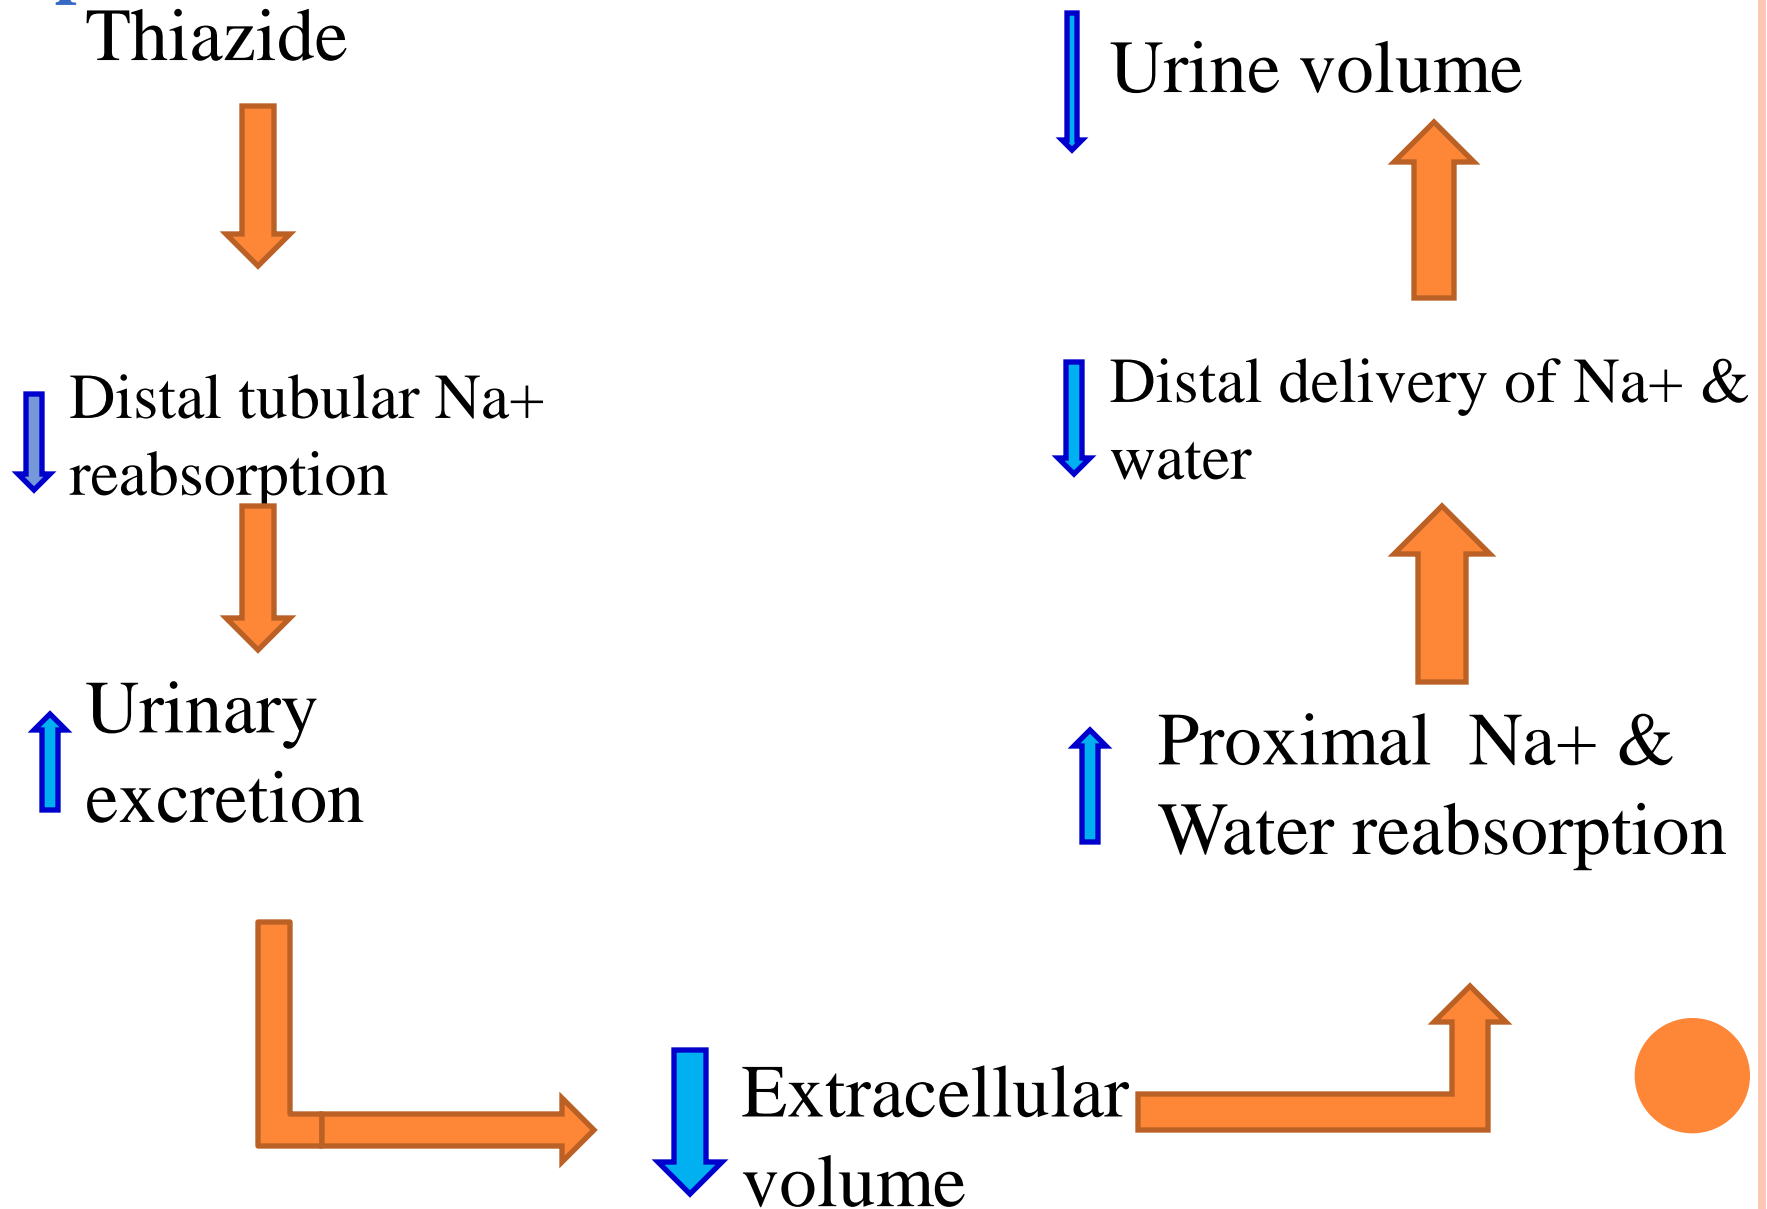 Thiazide
Distal tubular Na+
reabsorption
Urinary
excretion
Extracellular
volume
Proximal Na+ &
Water reabsorption
Distal delivery of Na+ &
water
Urine volume